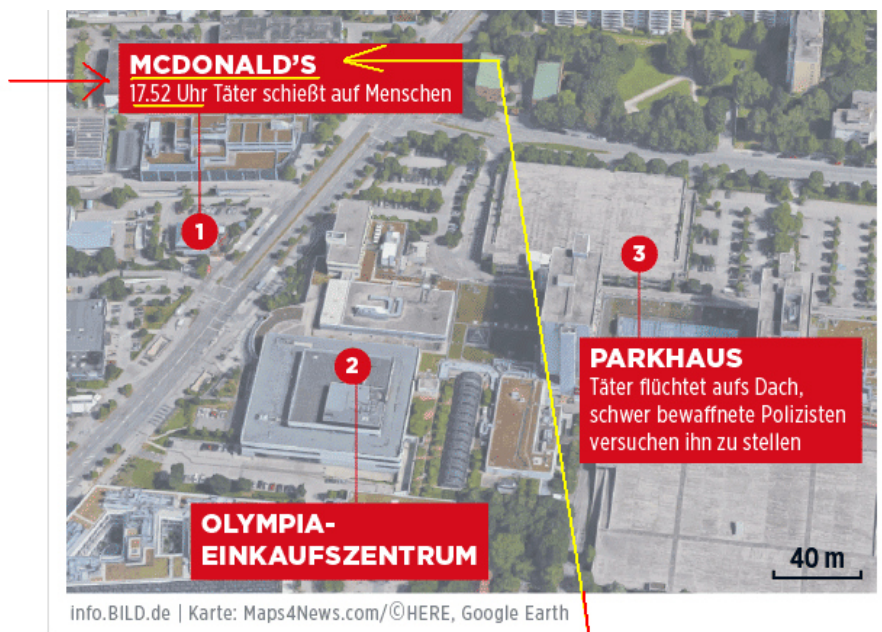 MCDONALD'S
17.52 Uhr Täter schießt auf Menschen
1
3
PARKHAUS
Täter flüchtet aufs Dach,
schwer bewaffnete Polizisten
versuchen ihn zu stellen
2
OLYMPIA-
EINKAUFSZENTRUM
40 m
info.BILD.de | Karte: Maps4News.com/©HERE, Google Earth